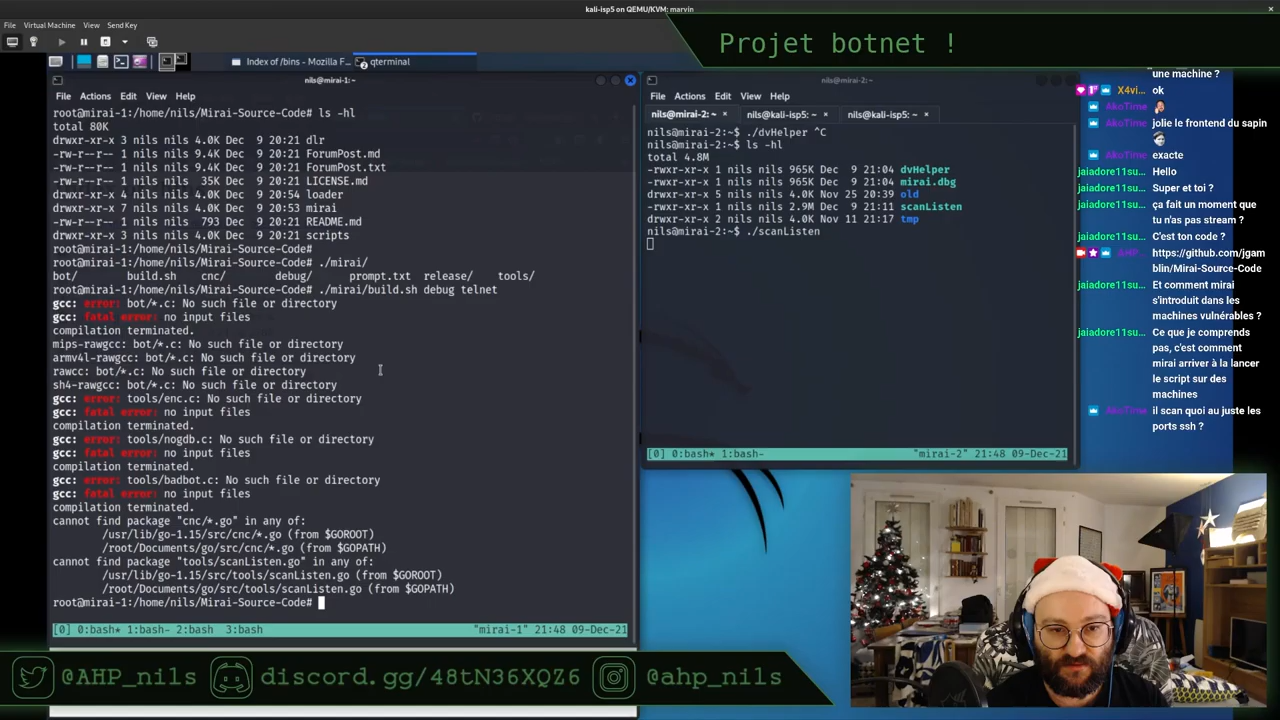 kali-isp5 on QEMU/KVM: marvin
File Virtual Machine View Send Key
Projet botnet !
Index of /bins - Mozilla F...
qterminal
nils@mirai-1: ~
File Actions Edit View Help
root@mirai-1:/home/nils/Mirai-Source-Code# ls -hl
total 80K
drwxr-xr-x 3 nils nils 4.0K Dec  9 20:21 dlr
-rw-r--r-- 1 nils nils 9.4K Dec  9 20:21 ForumPost.md
-rw-r--r-- 1 nils nils 9.4K Dec  9 20:21 ForumPost.txt
-rw-r--r-- 1 nils nils  35K Dec  9 20:21 LICENSE.md
drwxr-xr-x 4 nils nils 4.0K Dec  9 20:54 loader
drwxr-xr-x 7 nils nils 4.0K Dec  9 20:53 mirai
-rw-r--r-- 1 nils nils  793 Dec  9 20:21 README.md
drwxr-xr-x 3 nils nils 4.0K Dec  9 20:21 scripts
root@mirai-1:/home/nils/Mirai-Source-Code#
root@mirai-1:/home/nils/Mirai-Source-Code# ./mirai/
bot/ build.sh cnc/ debug/ prompt.txt release/ tools/
root@mirai-1:/home/nils/Mirai-Source-Code# ./mirai/build.sh debug telnet
gcc: error: bot/*.c: No such file or directory
gcc: fatal error: no input files
compilation terminated.
mips-rawgcc: bot/*.c: No such file or directory
armv4l-rawgcc: bot/*.c: No such file or directory
rawcc: bot/*.c: No such file or directory
sh4-rawgcc: bot/*.c: No such file or directory
gcc: error: tools/enc.c: No such file or directory
gcc: fatal error: no input files
compilation terminated.
gcc: error: tools/nogdb.c: No such file or directory
gcc: fatal error: no input files
compilation terminated.
gcc: error: tools/badbot.c: No such file or directory
gcc: fatal error: no input files
compilation terminated.
cannot find package "cnc/*.go" in any of:
/usr/lib/go-1.15/src/cnc/*.go (from $GOROOT)
/root/Documents/go/src/cnc/*.go (from $GOPATH)
cannot find package "tools/scanListen.go" in any of:
/usr/lib/go-1.15/src/tools/scanListen.go (from $GOROOT)
/root/Documents/go/src/tools/scanListen.go (from $GOPATH)
root@mirai-1:/home/nils/Mirai-Source-Code#
[0] 0:bash* 1:bash- 2:bash 3:bash "mirai-1" 21:48 09-Dec-21
nils@mirai-2: ~
File Actions Edit View Help
nils@mirai-2: ~ × nils@kali-isp5: ~ × nils@kali-isp5: ~ ×
nils@mirai-2:~$ ./dvHelper ^C
nils@mirai-2:~$ ls -hl
total 4.8M
-rwxr-xr-x 1 nils nils 965K Dec  9 21:04 dvHelper
-rwxr-xr-x 1 nils nils 965K Dec  9 21:04 mirai.dbg
drwxr-xr-x 5 nils nils 4.0K Nov 25 20:39 old
-rwxr-xr-x 1 nils nils 2.9M Dec  9 21:11 scanListen
drwxr-xr-x 2 nils nils 4.0K Nov 11 21:17 tmp
nils@mirai-2:~$ ./scanListen
[0] 0:bash* 1:bash- "mirai-2" 21:48 09-Dec-21
une machine ?
X4vi... ok
AkoTime
AkoTime jolie le frontend du sapin
AkoTime exacte
jaiadore11su... Hello
jaiadore11su... Super et toi ?
jaiadore11su... ça fait un moment que
tu n'as pas stream ?
jaiadore11su... C'est ton code ?
AHP_... https://github.com/jgam
blin/Mirai-Source-Code
jaiadore11su... Et comment mirai
s'introduit dans les
machines vulnérables ?
jaiadore11su... Ce que je comprends
pas, c'est comment
mirai arriver à la lancer
le script sur des
machines
AkoTime il scan quoi au juste les
ports ssh ?
@AHP_nils discord.gg/48tN36XQZ6 @ahp_nils